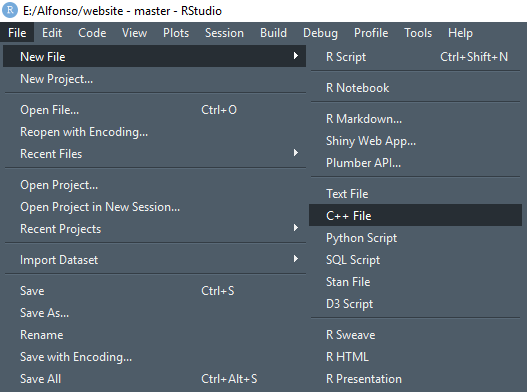 R E:/Alfonso/website - master - RStudio
File Edit Code View Plots Session Build Debug Profile Tools Help
New File
New Project...
Open File... Ctrl+O
Reopen with Encoding...
Recent Files
Open Project...
Open Project in New Session...
Recent Projects
Import Dataset
Save Ctrl+S
Save As...
Rename
Save with Encoding...
Save All Ctrl+Alt+S
R Script Ctrl+Shift+N
R Notebook
R Markdown...
Shiny Web App...
Plumber API...
Text File
C++ File
Python Script
SQL Script
Stan File
D3 Script
R Sweave
R HTML
R Presentation